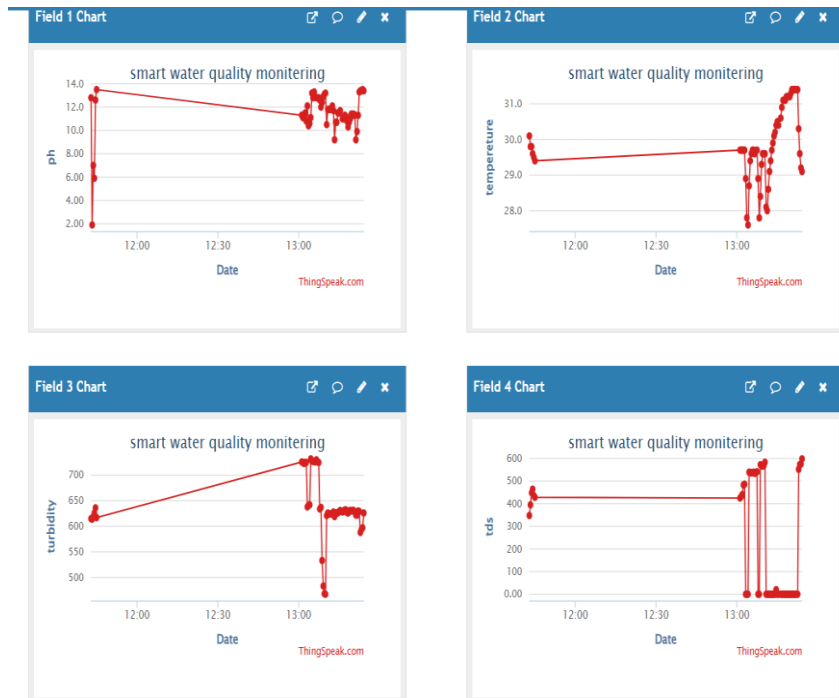 Field 1 Chart
smart water quality monitering
14.0
12.0
10.0
8.00
6.00
4.00
2.00
ph
12:00 12:30 13:00
Date
ThingSpeak.com
Field 2 Chart
smart water quality monitering
31.0
30.0
29.0
28.0
tempereture
12:00 12:30 13:00
Date
ThingSpeak.com
Field 3 Chart
smart water quality monitering
700
650
600
550
500
turbidity
12:00 12:30 13:00
Date
ThingSpeak.com
Field 4 Chart
smart water quality monitering
600
500
400
300
200
100
0.00
tds
12:00 12:30 13:00
Date
ThingSpeak.com